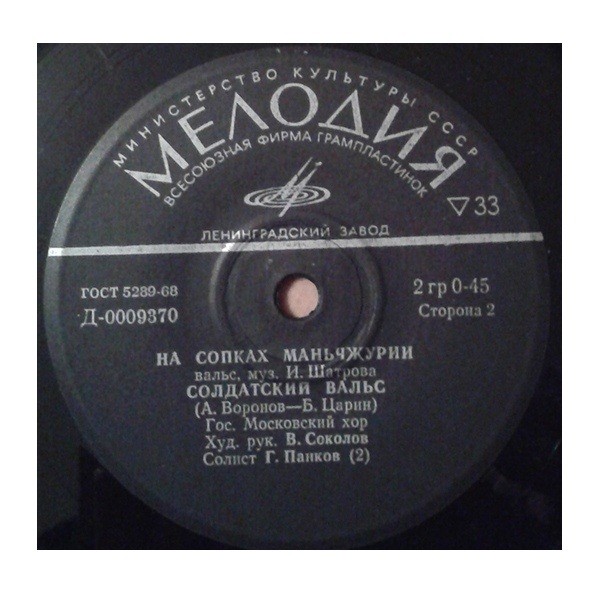 МИНИСТЕРСТВО КУЛЬТУРЫ СССР
МЕЛОДИЯ
ВСЕСОЮЗНАЯ ФИРМА ГРАМПЛАСТИНОК
▽ 33
ЛЕНИНГРАДСКИЙ ЗАВОД
ГОСТ 5289-68
2 гр 0-45
Д-0009370
Сторона 2
НА СОПКАХ МАНЬЧЖУРИИ
вальс, муз. И. Шатрова
СОЛДАТСКИЙ ВАЛЬС
(А. Воронов—Б. Царин)
Гос. Московский хор
Худ. рук. В. Соколов
Солист Г. Панков (2)